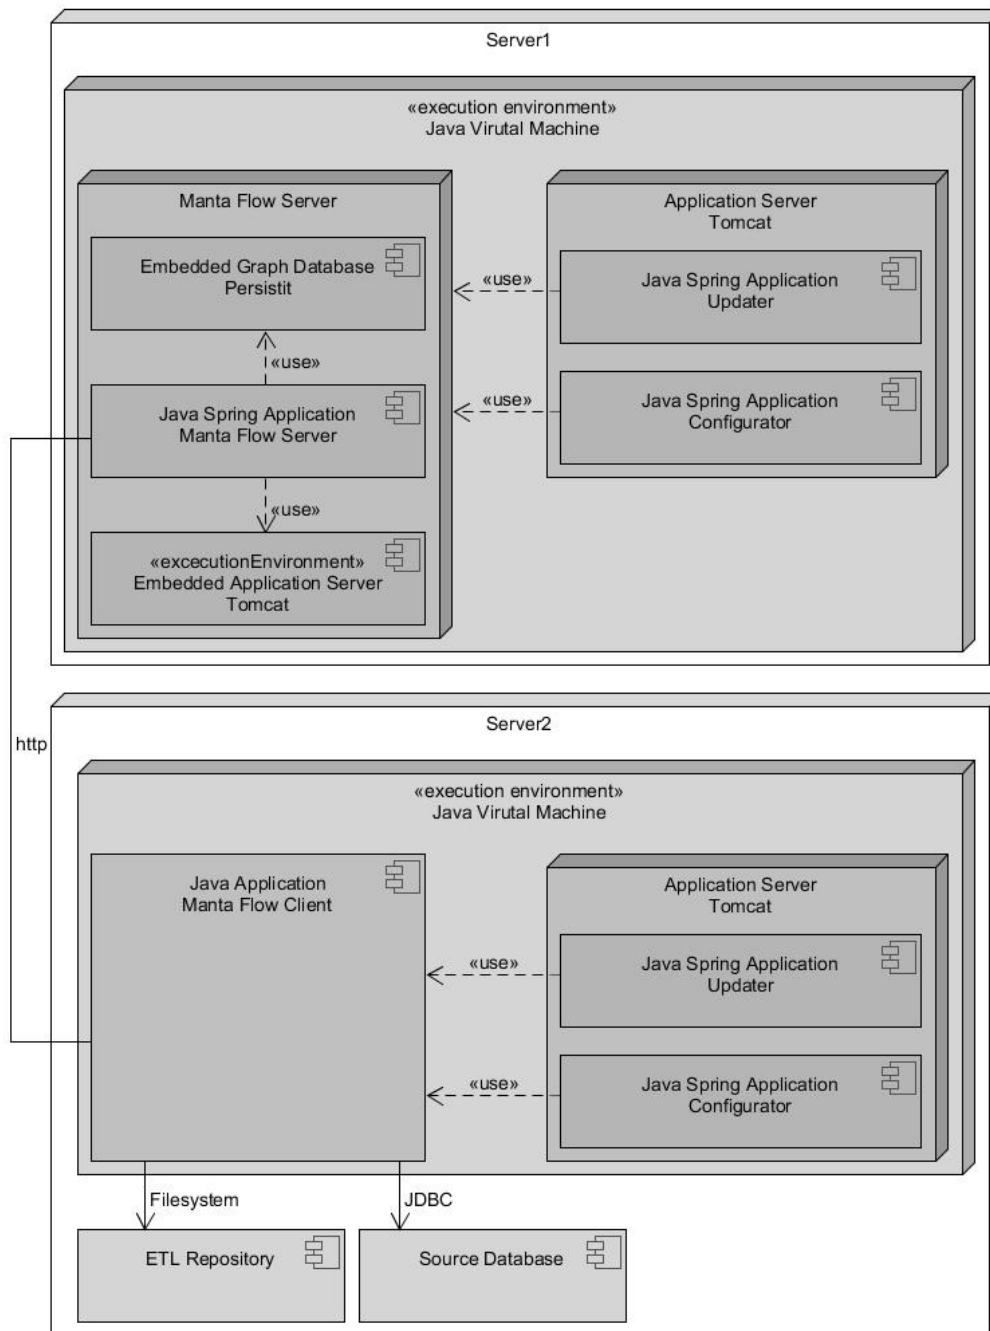 Server1
«execution environment»
Java Virutal Machine
Manta Flow Server
Embedded Graph Database
Persistit
«use»
Java Spring Application
Manta Flow Server
«use»
«excecutionEnvironment»
Embedded Application Server
Tomcat
Application Server
Tomcat
«use»
Java Spring Application
Updater
«use»
Java Spring Application
Configurator
http
Server2
«execution environment»
Java Virutal Machine
Java Application
Manta Flow Client
Application Server
Tomcat
«use»
Java Spring Application
Updater
«use»
Java Spring Application
Configurator
Filesystem
JDBC
ETL Repository
Source Database